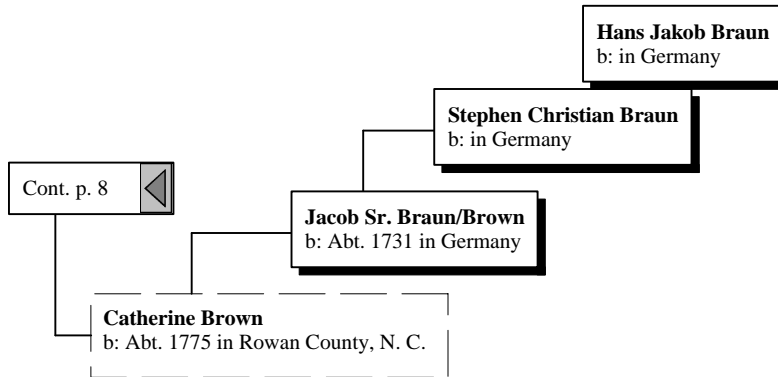 Hans Jakob Braun
b: in Germany
Stephen Christian Braun
b: in Germany
Cont. p. 8
Jacob Sr. Braun/Brown
b: Abt. 1731 in Germany
Catherine Brown
b: Abt. 1775 in Rowan County, N. C.